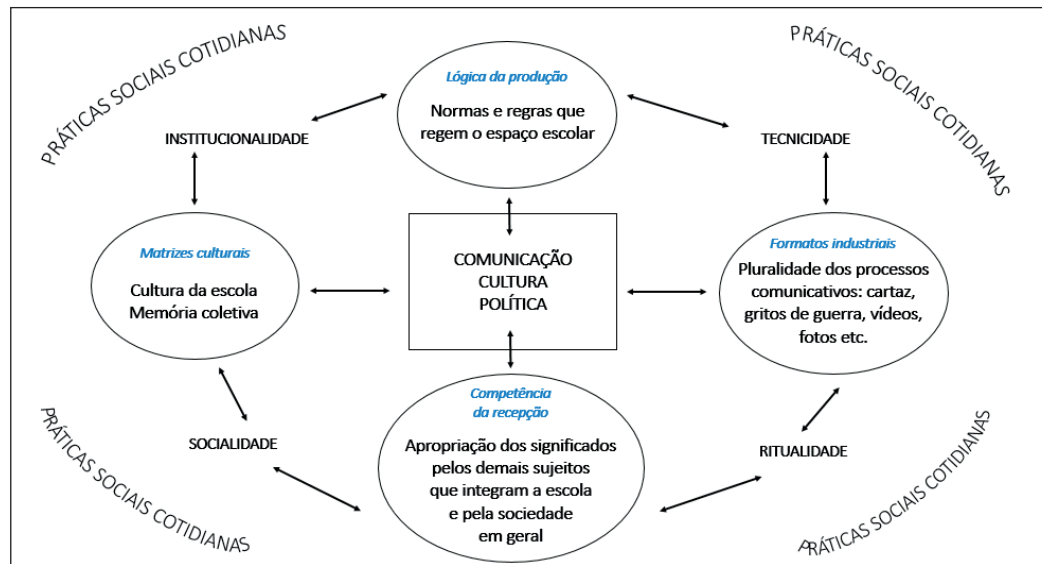 PRÁTICAS SOCIAIS COTIDIANAS
PRÁTICAS SOCIAIS COTIDIANAS
Lógica da produção
Normas e regras que
regem o espaço escolar
INSTITUCIONALIDADE
TECNICIDADE
Matrizes culturais
Cultura da escola
Memória coletiva
COMUNICAÇÃO
CULTURA
POLÍTICA
Formatos industriais
Pluralidade dos processos
comunicativos: cartaz,
gritos de guerra, vídeos,
fotos etc.
Competência
da recepção
Apropriação dos significados
pelos demais sujeitos
que integram a escola
e pela sociedade
em geral
SOCIALIDADE
RITUALIDADE
PRÁTICAS SOCIAIS COTIDIANAS
PRÁTICAS SOCIAIS COTIDIANAS